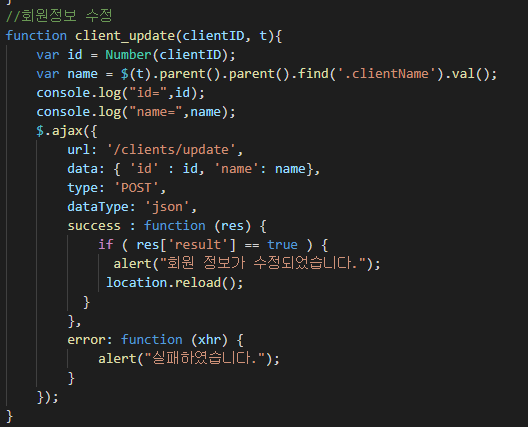 //회원정보 수정
function client_update(clientID, t){
var id = Number(clientID);
var name = $(t).parent().parent().find('.clientName').val();
console.log("id=",id);
console.log("name=",name);
$.ajax({
url: '/clients/update',
data: { 'id' : id, 'name': name},
type: 'POST',
dataType: 'json',
success : function (res) {
if ( res['result'] == true ) {
alert("회원 정보가 수정되었습니다.");
location.reload();
}
},
error: function (xhr) {
alert("실패하였습니다.");
}
});
}